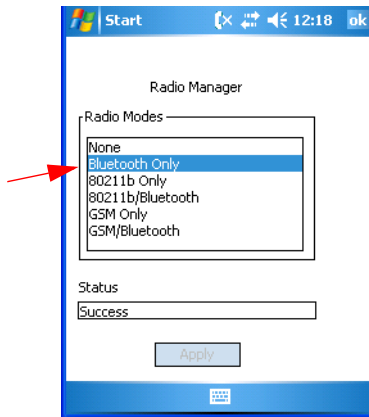 Start 12:18 ok
Radio Manager
Radio Modes
None
Bluetooth Only
80211b Only
80211b/Bluetooth
GSM Only
GSM/Bluetooth
Status
Success
Apply